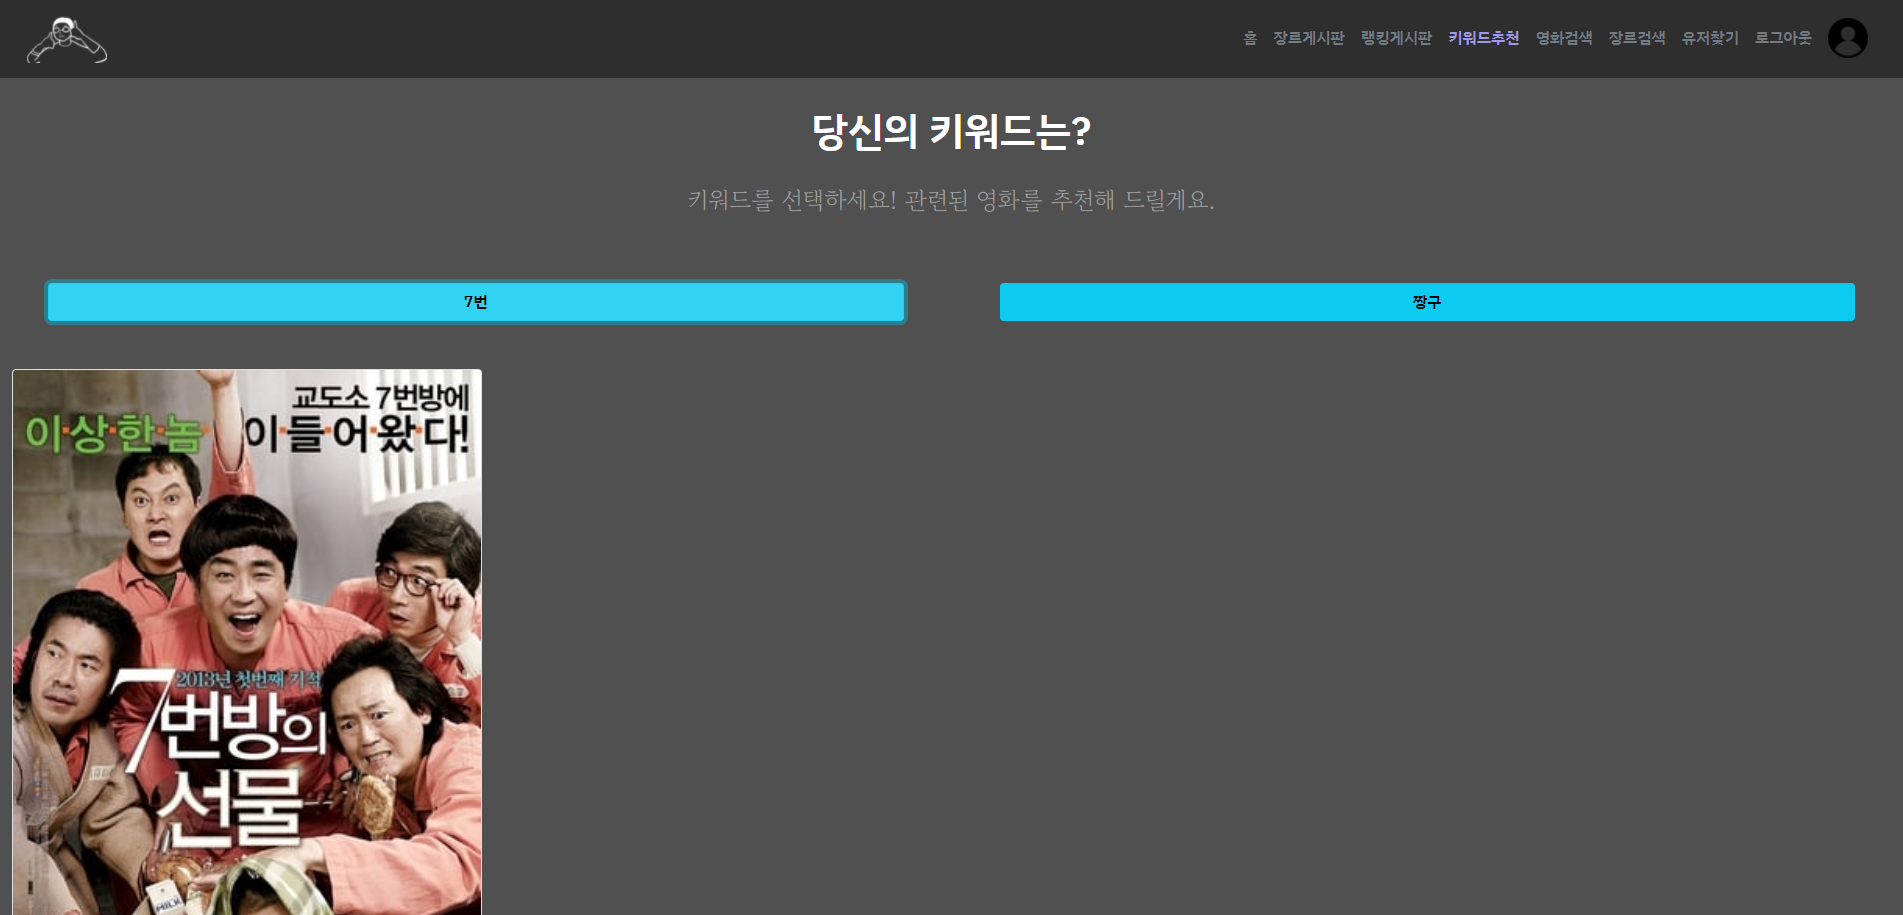 홈 장르게시판 랭킹게시판 키워드추천 영화검색 장르검색 유저찾기 로그아웃
당신의 키워드는?
키워드를 선택하세요! 관련된 영화를 추천해 드릴게요.
7번 짱구
교도소 7번방에
이·상·한·놈·이·들·어·왔·다!
2013년 첫번째 기적
7번방의
선물
MILK